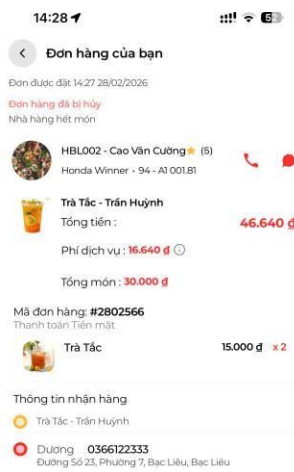 14:28
62
Đơn hàng của bạn
Đơn được đặt 14:27 28/02/2026
Đơn hàng đã bị hủy
Nhà hàng hết món
HBL002 - Cao Văn Cường (5)
Honda Winner - 94 - A1 001.81
Trà Tắc - Trần Huỳnh
Tổng tiền : 46.640 đ
Phí dịch vụ : 16.640 đ
Tổng món : 30.000 đ
Mã đơn hàng: #2802566
Thanh toán Tiền mặt
Trà Tắc 15.000 đ x 2
Thông tin nhận hàng
Trà Tắc - Trần Huỳnh
Dương 0366122333
Đường Số 23, Phường 7, Bạc Liêu, Bạc Liêu